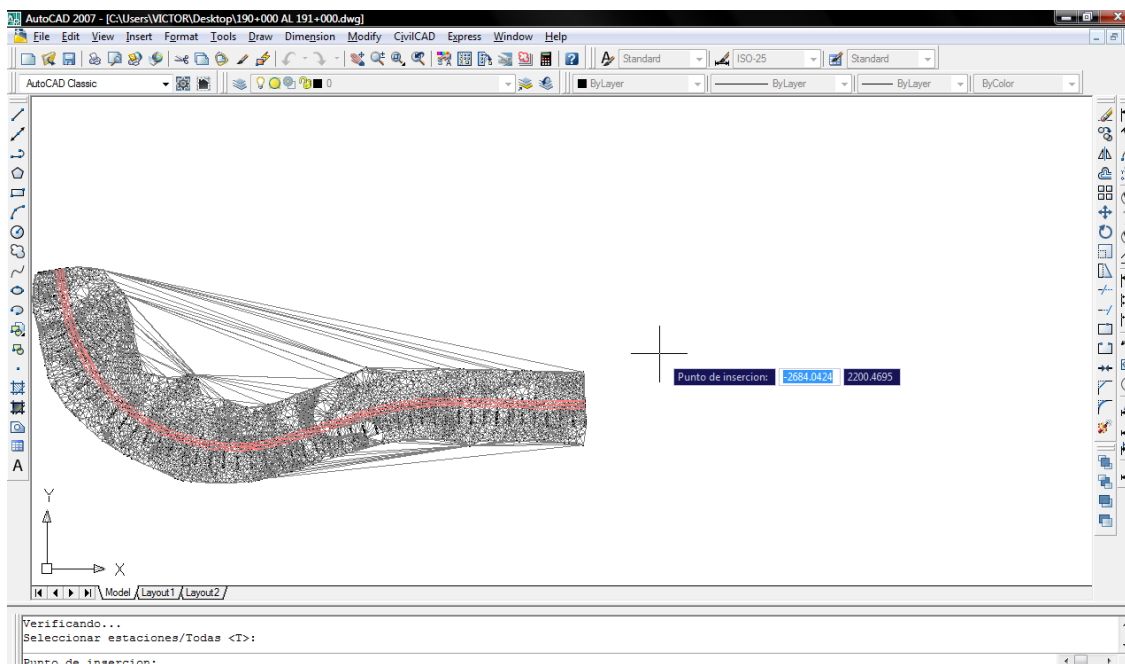 AutoCAD 2007 - [C:\Users\VICTOR\Desktop\190+000 AL 191+000.dwg]
File Edit View Insert Format Tools Draw Dimension Modify CivilCAD Express Window Help
Standard ISO-25 Standard
AutoCAD Classic 0 ByLayer ByLayer ByLayer ByColor
Punto de insercion: -2684.0424 2200.4695
Y
X
A
Model Layout1 Layout2
Verificando...
Seleccionar estaciones/Todas <T>:
Punto de insercion: